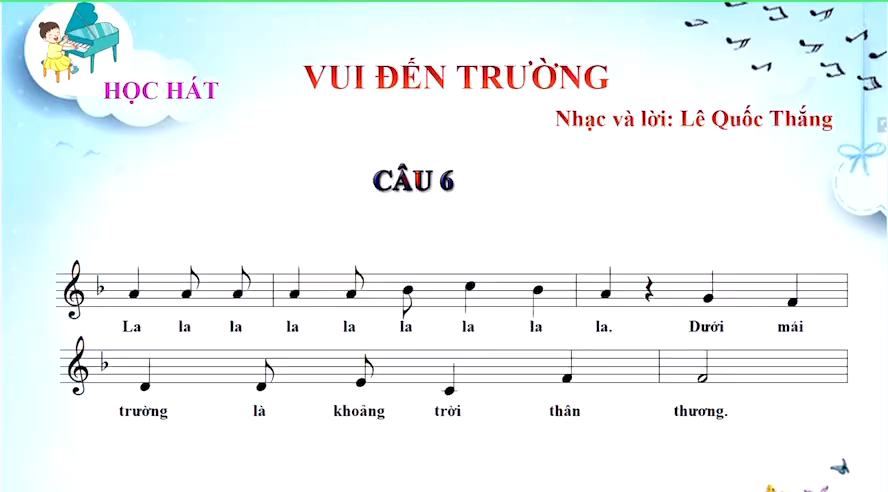 HỌC HÁT
VUI ĐẾN TRƯỜNG
Nhạc và lời: Lê Quốc Thắng
CÂU 6
La la la la la la la la la. Dưới mái
trường là khoảng trời thân thương.